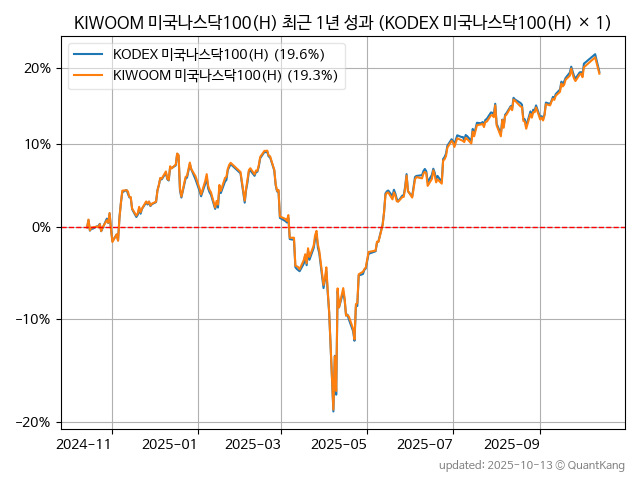 KIWOOM 미국나스닥100(H) 최근 1년 성과 (KODEX 미국나스닥100(H) × 1)
KODEX 미국나스닥100(H) (19.6%)
KIWOOM 미국나스닥100(H) (19.3%)
20%
10%
0%
−10%
−20%
2024-11
2025-01
2025-03
2025-05
2025-07
2025-09
updated: 2025-10-13 © QuantKang